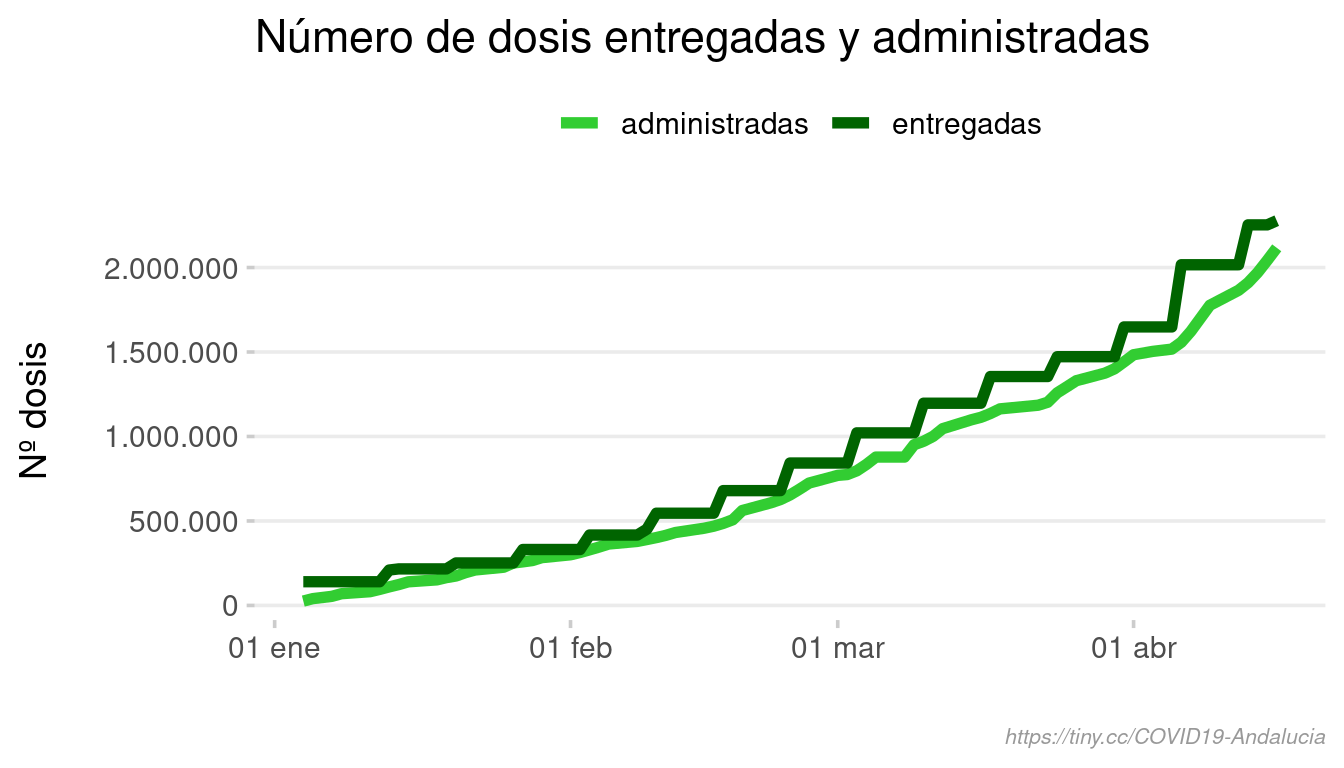 Número de dosis entregadas y administradas
administradas entregadas
Nº dosis
2.000.000
1.500.000
1.000.000
500.000
0
01 ene 01 feb 01 mar 01 abr
https://tiny.cc/COVID19-Andalucia